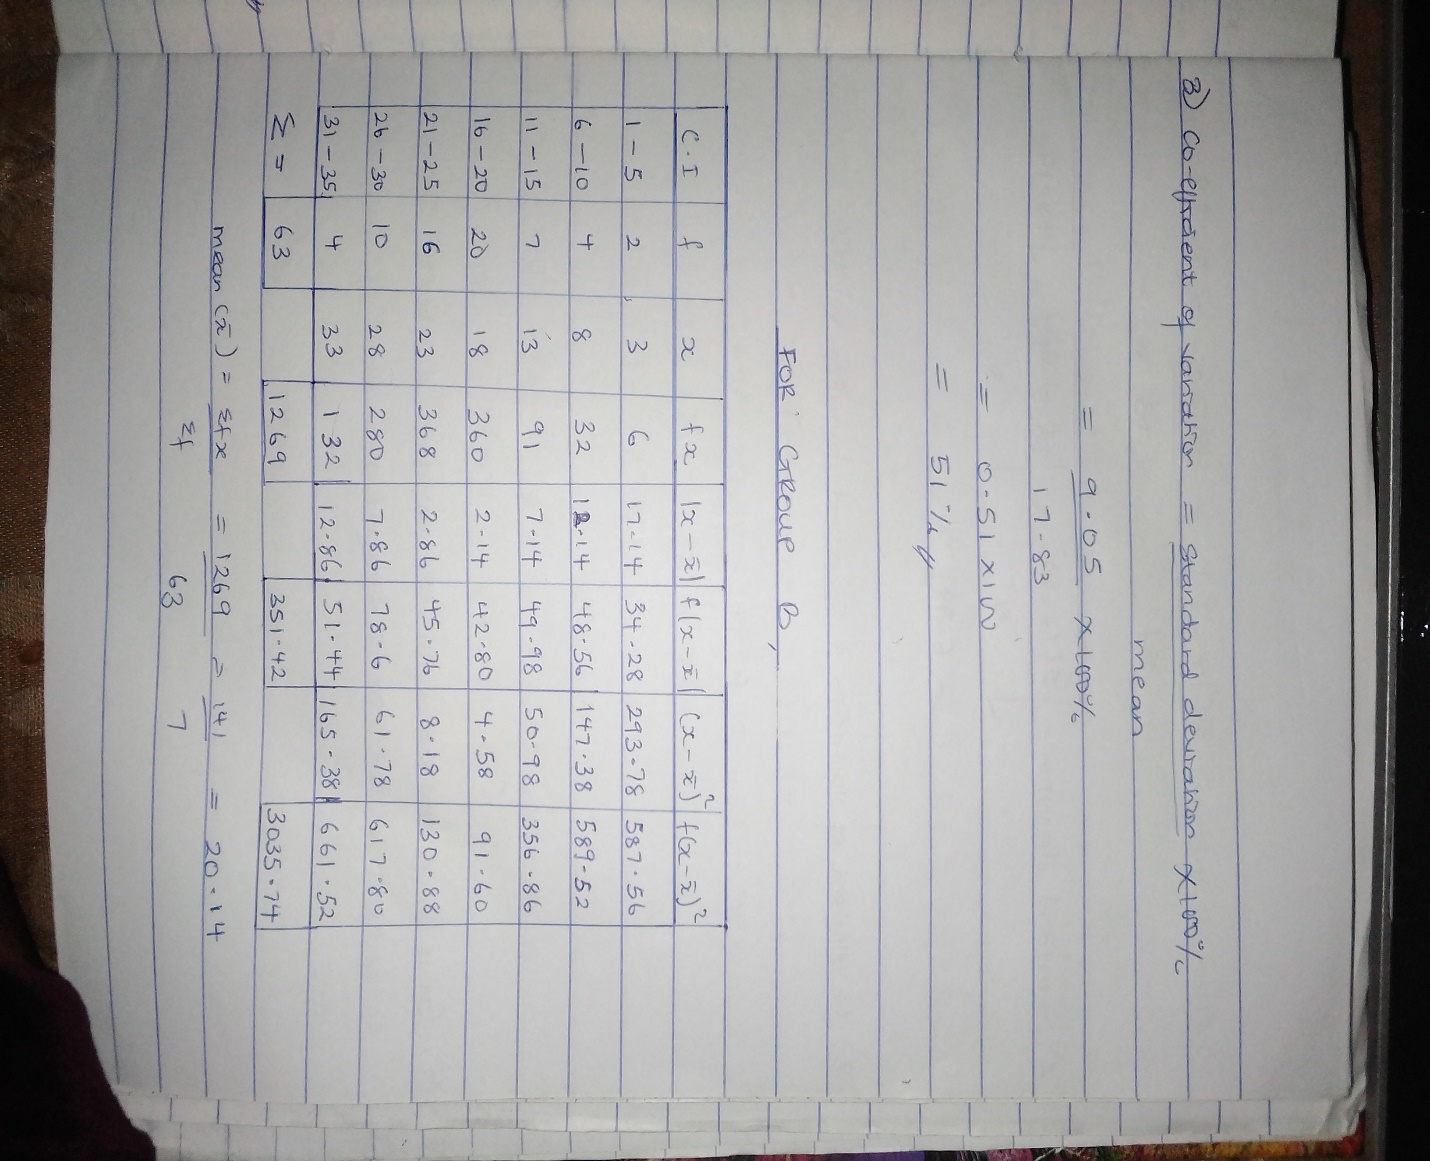 3) Co-efficient of variation = Standard deviation x100%
mean
= 9.05 x100%
17.83
= 0.51 x100
= 51%
FOR GROUP B,
C.I f x fx |x-x̄| f|x-x̄| (x-x̄)² f(x-x̄)²
1-5 2 3 6 17.14 34.28 293.78 587.56
6-10 4 8 32 12.14 48.56 147.38 589.52
11-15 7 13 91 7.14 49.98 50.98 356.86
16-20 20 18 360 2.14 42.80 4.58 91.60
21-25 16 23 368 2.86 45.76 8.18 130.88
26-30 10 28 280 7.86 78.6 61.78 617.80
31-35 4 33 132 12.86 51.44 165.38 661.52
Σ = 63 1269 351.42 3035.74
mean (x̄) = Σfx = 1269 = 141 = 20.14
Σf 63 7